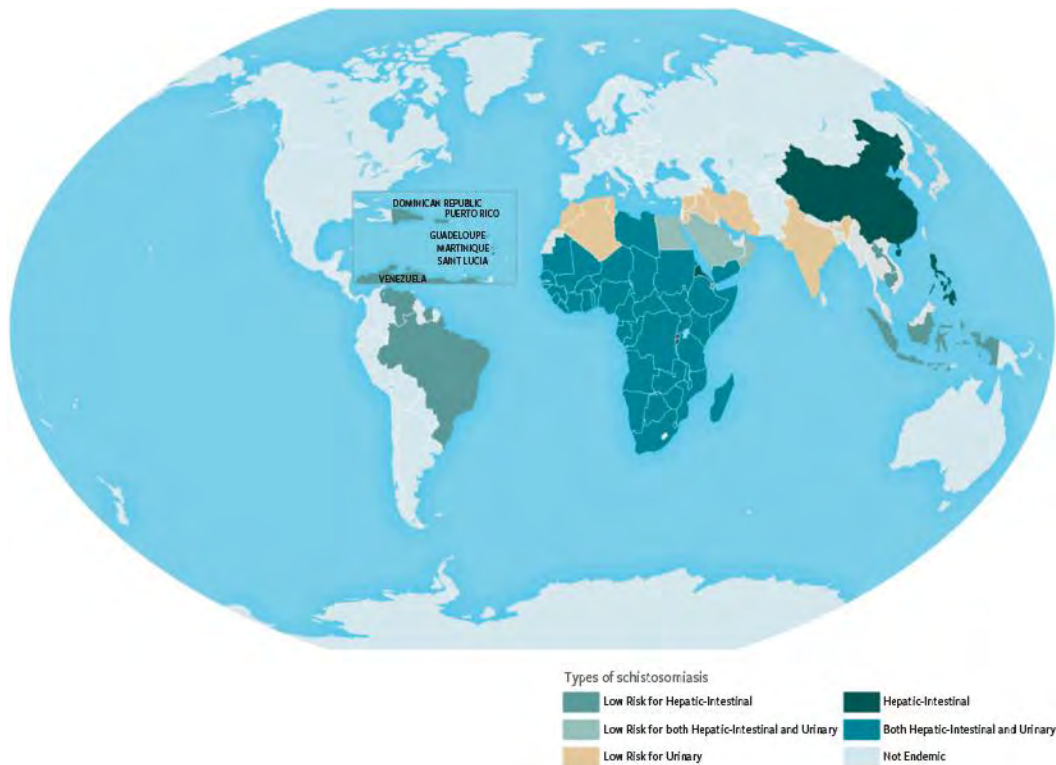 DOMINICAN REPUBLIC
PUERTO RICO
GUADELOUPE
MARTINIQUE
SAINT LUCIA
VENEZUELA
Types of schistosomiasis
Low Risk for Hepatic-Intestinal
Low Risk for both Hepatic-Intestinal and Urinary
Low Risk for Urinary
Hepatic-Intestinal
Both Hepatic-Intestinal and Urinary
Not Endemic